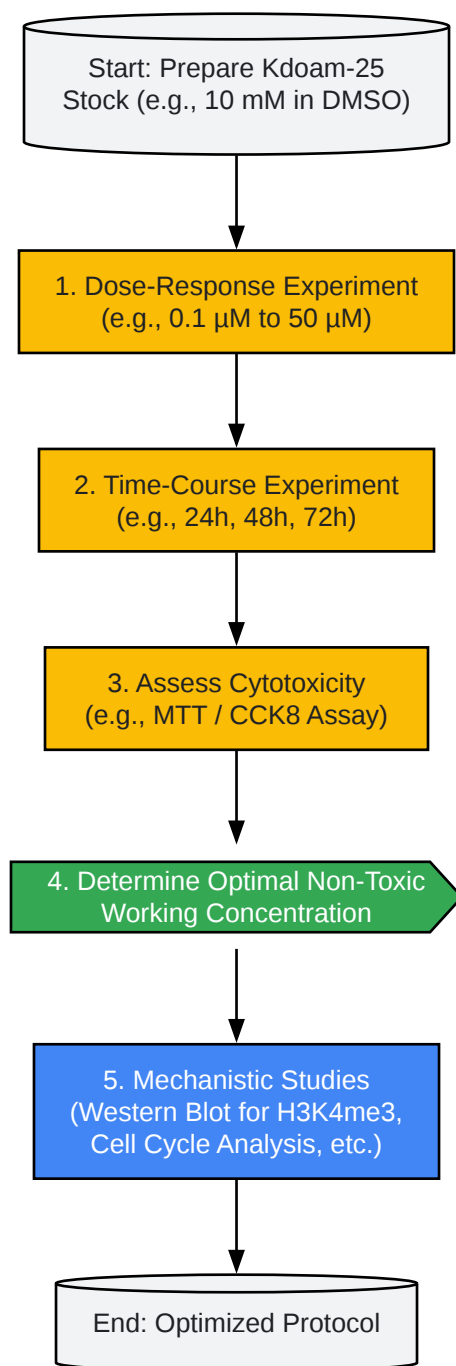 Start: Prepare Kdoam-25
Stock (e.g., 10 mM in DMSO)
1. Dose-Response Experiment
(e.g., 0.1 µM to 50 µM)
2. Time-Course Experiment
(e.g., 24h, 48h, 72h)
3. Assess Cytotoxicity
(e.g., MTT / CCK8 Assay)
4. Determine Optimal Non-Toxic
Working Concentration
5. Mechanistic Studies
(Western Blot for H3K4me3,
Cell Cycle Analysis, etc.)
End: Optimized Protocol